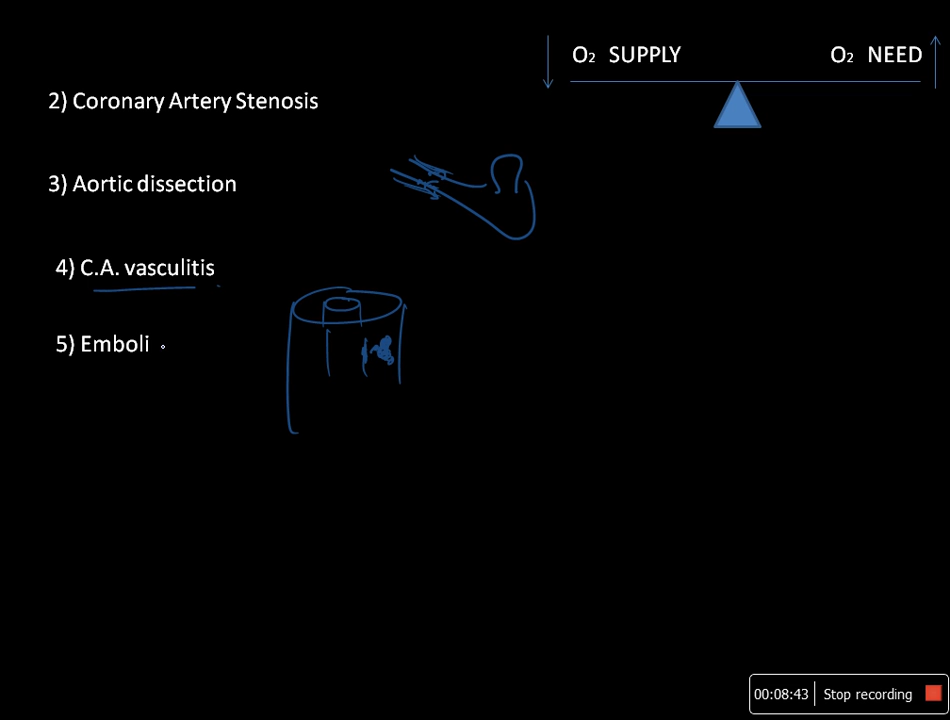 O₂ SUPPLY
O₂ NEED
2) Coronary Artery Stenosis
3) Aortic dissection
4) C.A. vasculitis
5) Emboli
00:08:43
Stop recording